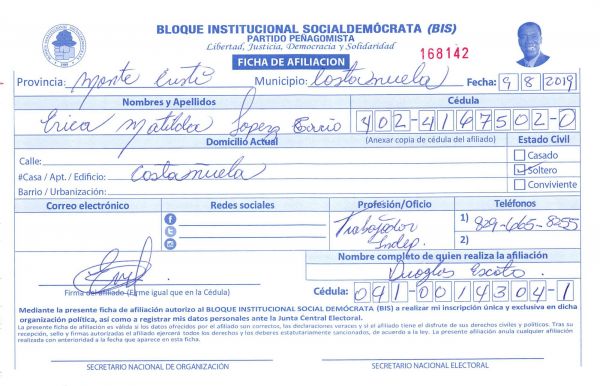 BLOQUE INSTITUCIONAL SOCIALDEMÓCRATA (BIS)
PARTIDO PEÑAGOMISTA
Libertad, Justicia, Democracia y Solidaridad
FICHA DE AFILIACION
168142
Provincia: Monte Cristi Municipio: Costañuela Fecha: 9 8 2019
Nombres y Apellidos Cédula
Erica Matilda Lopez 402-4167502-0
Domicilio Actual (Anexar copia de cédula del afiliado) Estado Civil
Calle: Casado
#Casa / Apt. / Edificio: Costañuela Soltero
Barrio / Urbanización: Conviviente
Correo electrónico Redes sociales Profesión/Oficio Teléfonos
Trabajador Indep. 1) 829-665-8255
2)
Nombre completo de quien realiza la afiliación
Douglas Escoto
Firma del afiliado (Firme igual que en la Cédula) Cédula: 041-0014304-1
Mediante la presente ficha de afiliación autorizo al BLOQUE INSTITUCIONAL SOCIAL DEMÓCRATA (BIS) a realizar mi inscripción única y exclusiva en dicha
organización política, así como a registrar mis datos personales ante la Junta Central Electoral.
La presente ficha de afiliación es válida si los datos ofrecidos por el afiliado son correctos, las declaraciones veraces y si el afiliado tiene el disfrute de sus derechos civiles y políticos. Tras su
recepción, sello y firmas autorizadas el afiliado ejercerá todos los derechos y los deberes estatutariamente sancionados, de acuerdo a la ley. La presente afiliación anula cualquier afiliación
realizada con anterioridad a la fecha que aparece en esta ficha.
SECRETARIO NACIONAL DE ORGANIZACIÓN SECRETARIO NACIONAL ELECTORAL